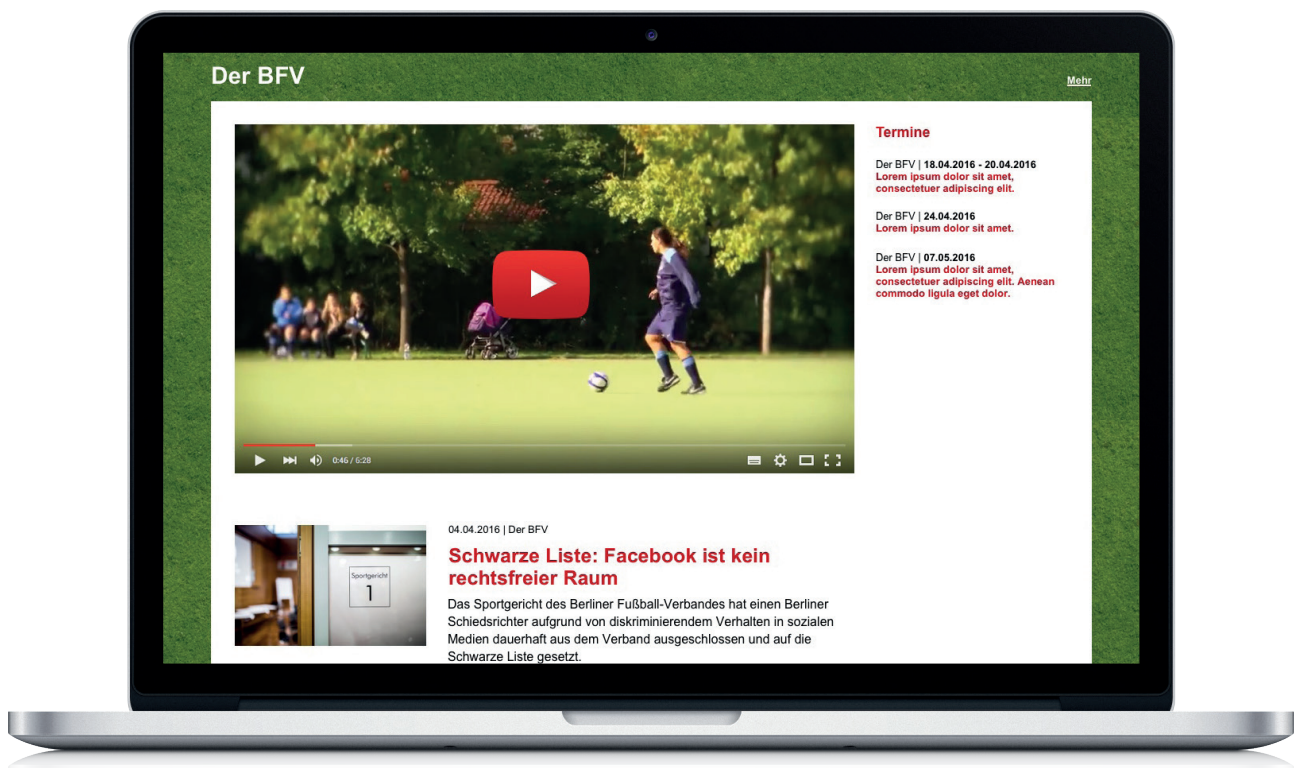 Der BFV
Mehr
0:46 / 6:28
Termine
Der BFV | 18.04.2016 - 20.04.2016
Lorem ipsum dolor sit amet,
consectetuer adipiscing elit.
Der BFV | 24.04.2016
Lorem ipsum dolor sit amet.
Der BFV | 07.05.2016
Lorem ipsum dolor sit amet,
consectetuer adipiscing elit. Aenean
commodo ligula eget dolor.
Sportgericht
1
04.04.2016 | Der BFV
Schwarze Liste: Facebook ist kein
rechtsfreier Raum
Das Sportgericht des Berliner Fußball-Verbandes hat einen Berliner
Schiedsrichter aufgrund von diskriminierendem Verhalten in sozialen
Medien dauerhaft aus dem Verband ausgeschlossen und auf die
Schwarze Liste gesetzt.